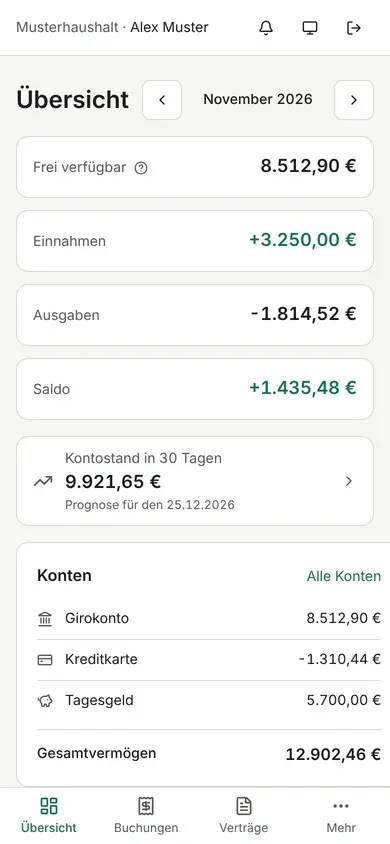 Musterhaushalt · Alex Muster
Übersicht
November 2026
Frei verfügbar
8.512,90 €
Einnahmen
+3.250,00 €
Ausgaben
-1.814,52 €
Saldo
+1.435,48 €
Kontostand in 30 Tagen
9.921,65 €
Prognose für den 25.12.2026
Konten
Alle Konten
Girokonto
8.512,90 €
Kreditkarte
-1.310,44 €
Tagesgeld
5.700,00 €
Gesamtvermögen
12.902,46 €
Übersicht
Buchungen
Verträge
Mehr